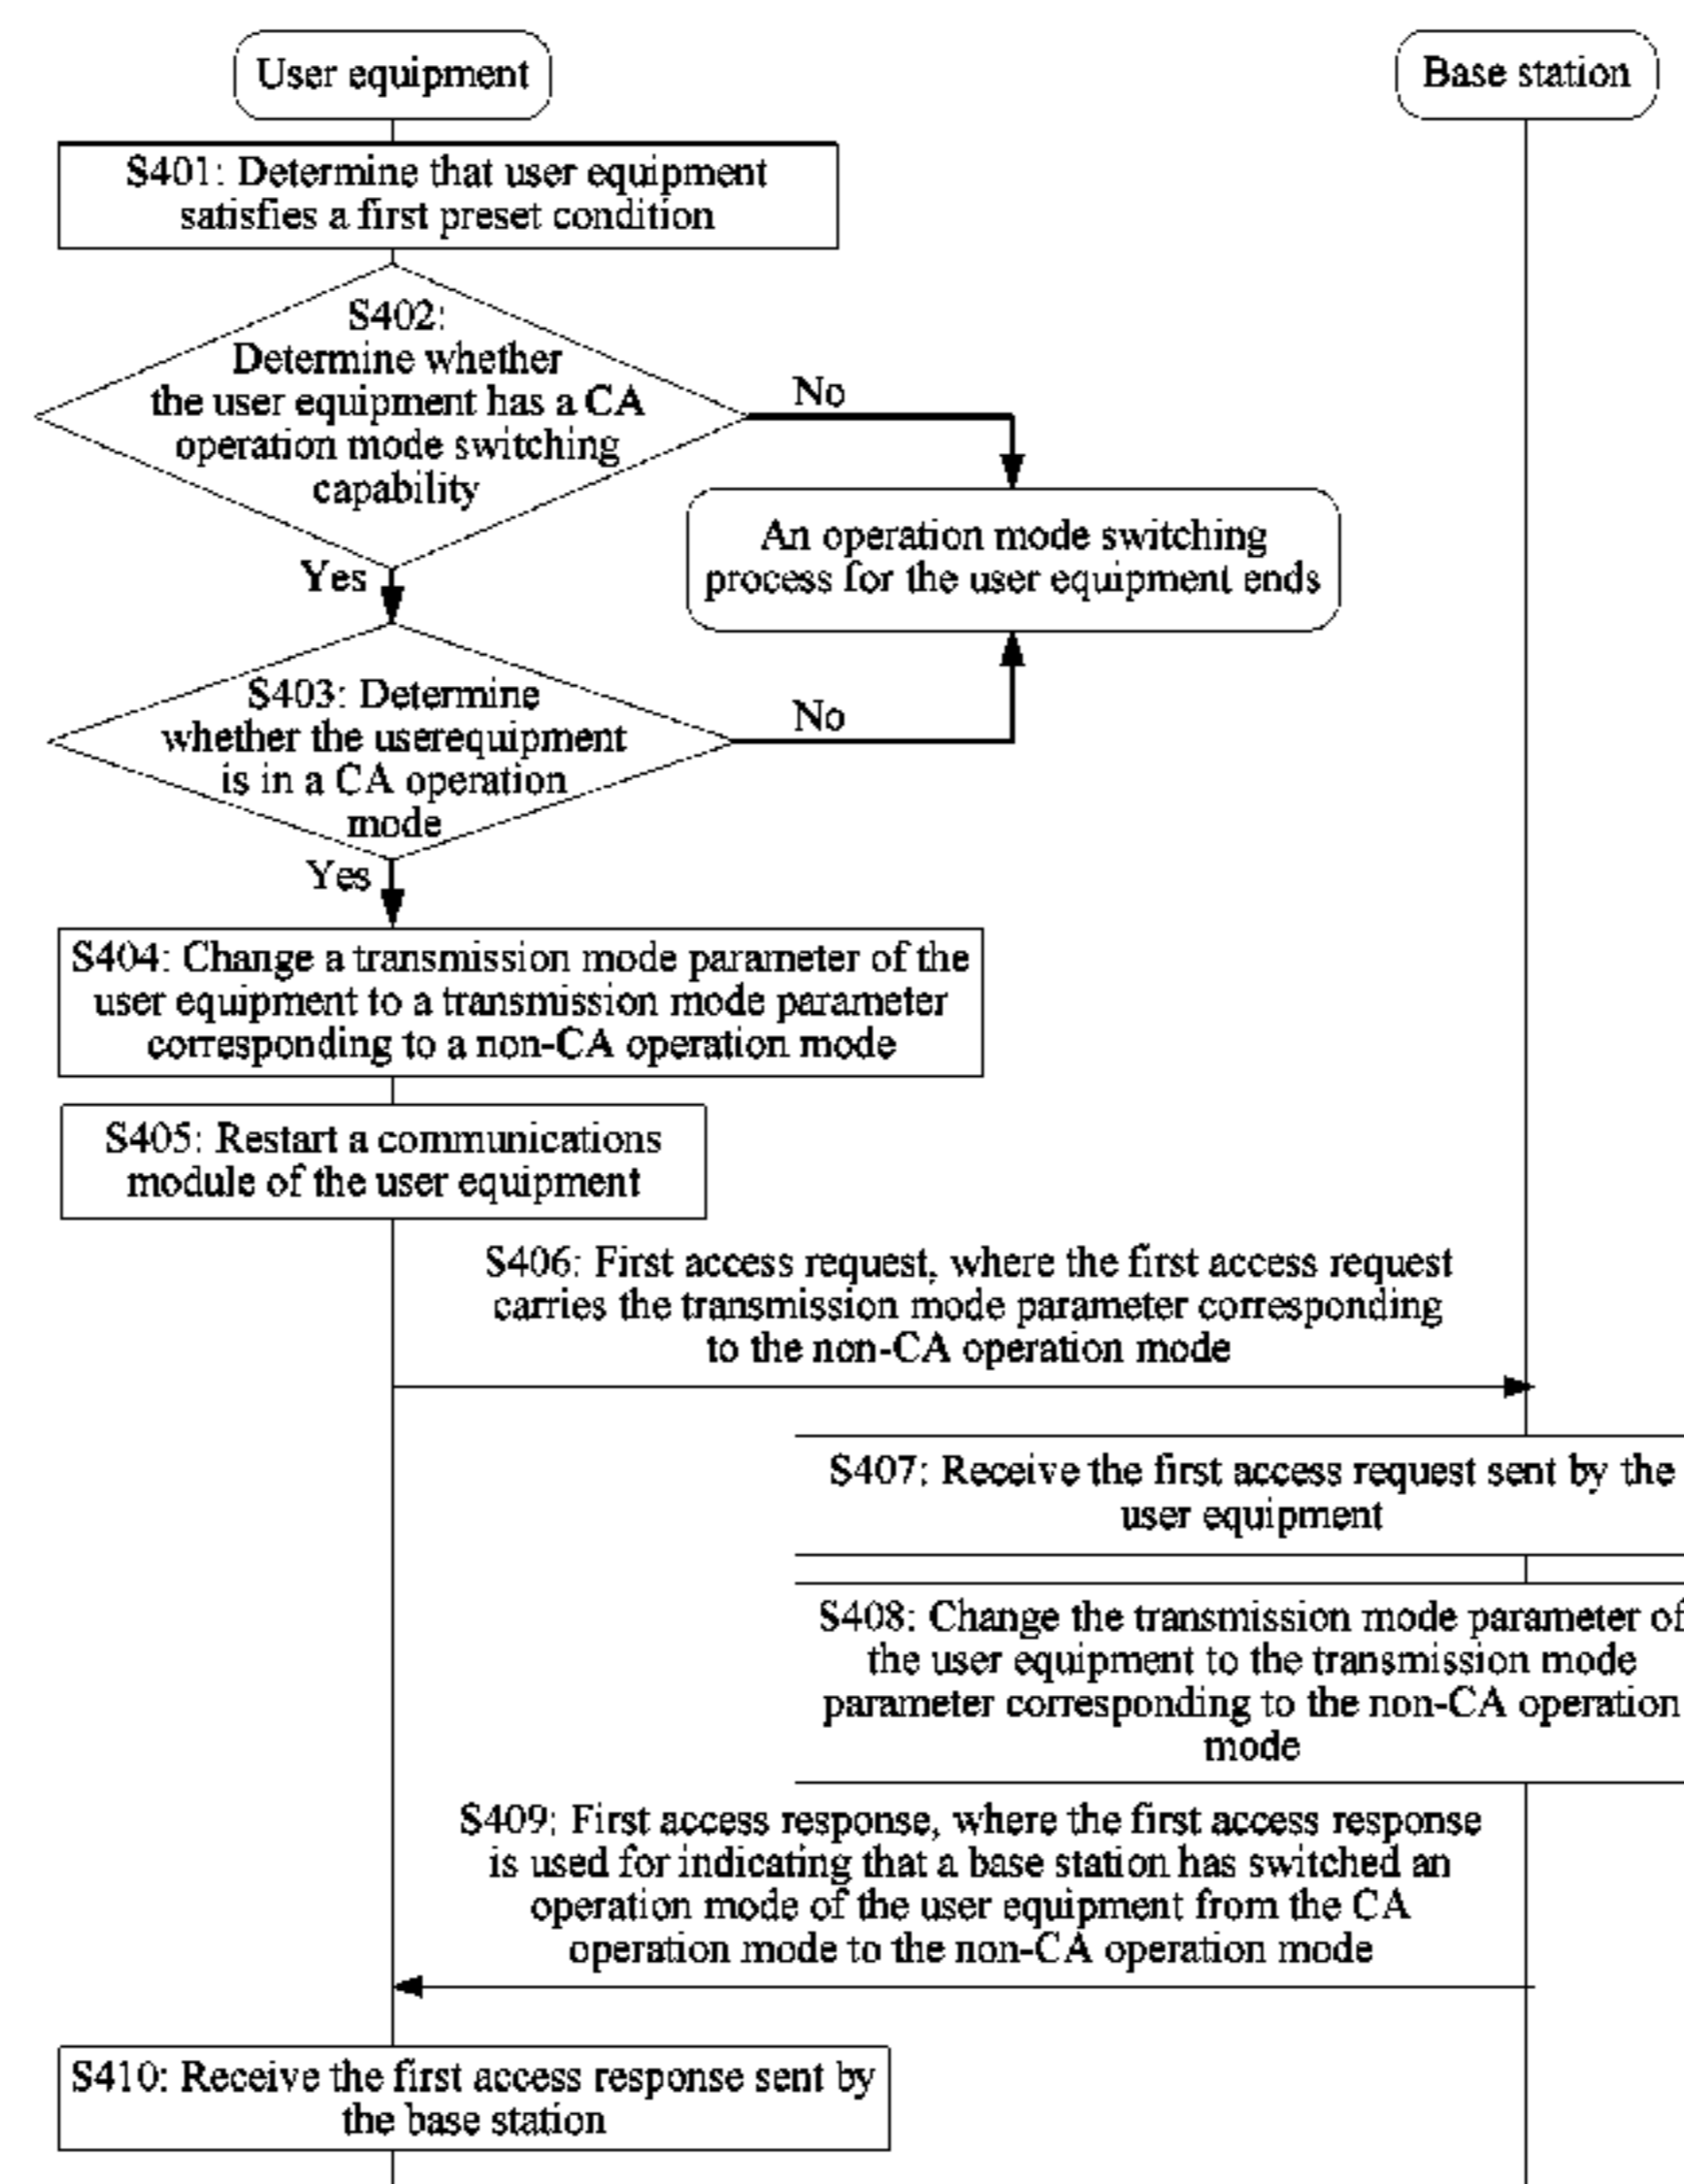 User equipment
Base station
S401: Determine that user equipment
satisfies a first preset condition
S402:
Determine whether
the user equipment has a CA
operation mode switching
capability
No
An operation mode switching
process for the user equipment ends
Yes
S403: Determine
whether the userequipment
is in a CA operation
mode
No
Yes
S404: Change a transmission mode parameter of the
user equipment to a transmission mode parameter
corresponding to a non-CA operation mode
S405: Restart a communications
module of the user equipment
S406: First access request, where the first access request
carries the transmission mode parameter corresponding
to the non-CA operation mode
S407: Receive the first access request sent by the
user equipment
S408: Change the transmission mode parameter of
the user equipment to the transmission mode
parameter corresponding to the non-CA operation
mode
S409: First access response, where the first access response
is used for indicating that a base station has switched an
operation mode of the user equipment from the CA
operation mode to the non-CA operation mode
S410: Receive the first access response sent by
the base station